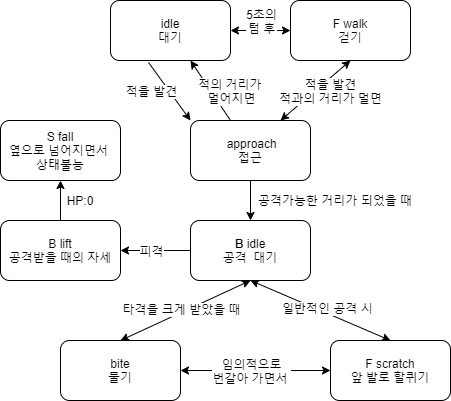 idle
대기
5초의
텀 후
F walk
걷기
적을 발견
적의 거리가
멀어지면
적을 발견
적과의 거리가 멀면
S fall
옆으로 넘어지면서
상태불능
approach
접근
HP:0
공격가능한 거리가 되었을 때
B lift
공격받을 때의 자세
피격
B idle
공격 대기
타격을 크게 받았을 때
일반적인 공격 시
bite
물기
임의적으로
번갈아 가면서
F scratch
앞 발로 할퀴기